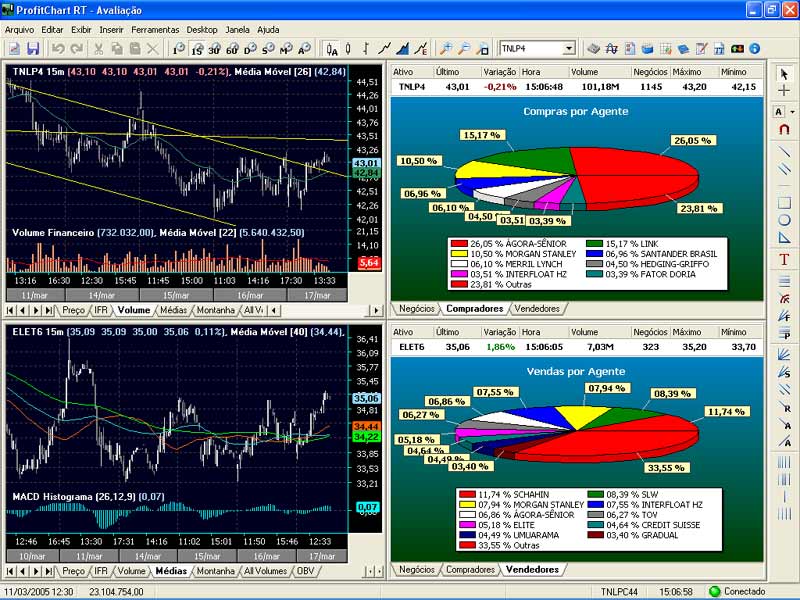 ProfitChart RT - Avaliação
Arquivo Editar Exibir Inserir Ferramentas Desktop Janela Ajuda
1 15 30 60 D S M A
TNLP4
TNLP4 15m (43,10 43,10 43,01 43,01 -0,21%), Média Móvel [26] (42,84)
44,51
44,26
44,01
43,76
43,51
43,26
43,01
42,84
42,71
42,51
42,26
42,01
Volume Financeiro (732.032,00), Média Móvel [22] (5.640.432,50)
21,15
14,10
5,64
13:16 16:30 13:00 11:45 15:00 12:45 14:16 17:30 13:33
11/mar 14/mar 15/mar 16/mar 17/mar
Preço IFR Volume Médias Montanha All V
Ativo Último Variação Hora Volume Negócios Máximo Mínimo
TNLP4 43,01 -0,21% 15:06:48 101,18M 1145 43,20 42,15
Compras por Agente
15,17 %
26,05 %
10,50 %
06,96 %
06,10 %
04,50
03,51
03,39 %
23,81 %
26,05 % ÁGORA-SÊNIOR 15,17 % LINK
10,50 % MORGAN STANLEY 06,96 % SANTANDER BRASIL
06,10 % MERRIL LYNCH 04,50 % HEDGING-GRIFFO
03,51 % INTERFLOAT HZ 03,39 % FATOR DORIA
23,81 % Outras
Negócios Compradores Vendedores
ELET6 15m (35,09 35,09 35,00 35,06 0,11%), Média Móvel [40] (34,44),
36,41
36,09
35,77
35,45
35,06
34,81
34,44
34,22
33,85
33,53
33,21
MACD Histograma (26,12,9) (0,07)
0,07
12:46 16:45 10:33 17:31 14:16 11:02 15:01 11:50 15:46 12:33
10/mar 11/mar 14/mar 15/mar 16/mar 17/mar
Preço IFR Volume Médias Montanha All Volumes OBV
Ativo Último Variação Hora Volume Negócios Máximo Mínimo
ELET6 35,06 1,86% 15:06:05 7,03M 323 35,20 33,70
Vendas por Agente
07,94 %
07,55 %
08,39 %
06,86 %
11,74 %
06,27 %
05,18 %
04,64 %
04,49 %
03,40 %
33,55 %
11,74 % SCHAHIN 08,39 % SLW
07,94 % MORGAN STANLEY 07,55 % INTERFLOAT HZ
06,86 % ÁGORA-SÊNIOR 06,27 % TOV
05,18 % ELITE 04,64 % CREDIT SUISSE
04,49 % UMUARAMA 03,40 % GRADUAL
33,55 % Outras
Negócios Compradores Vendedores
11/03/2005 12:30 23.104.754,00 TNLPC44 15:06:58 Conectado